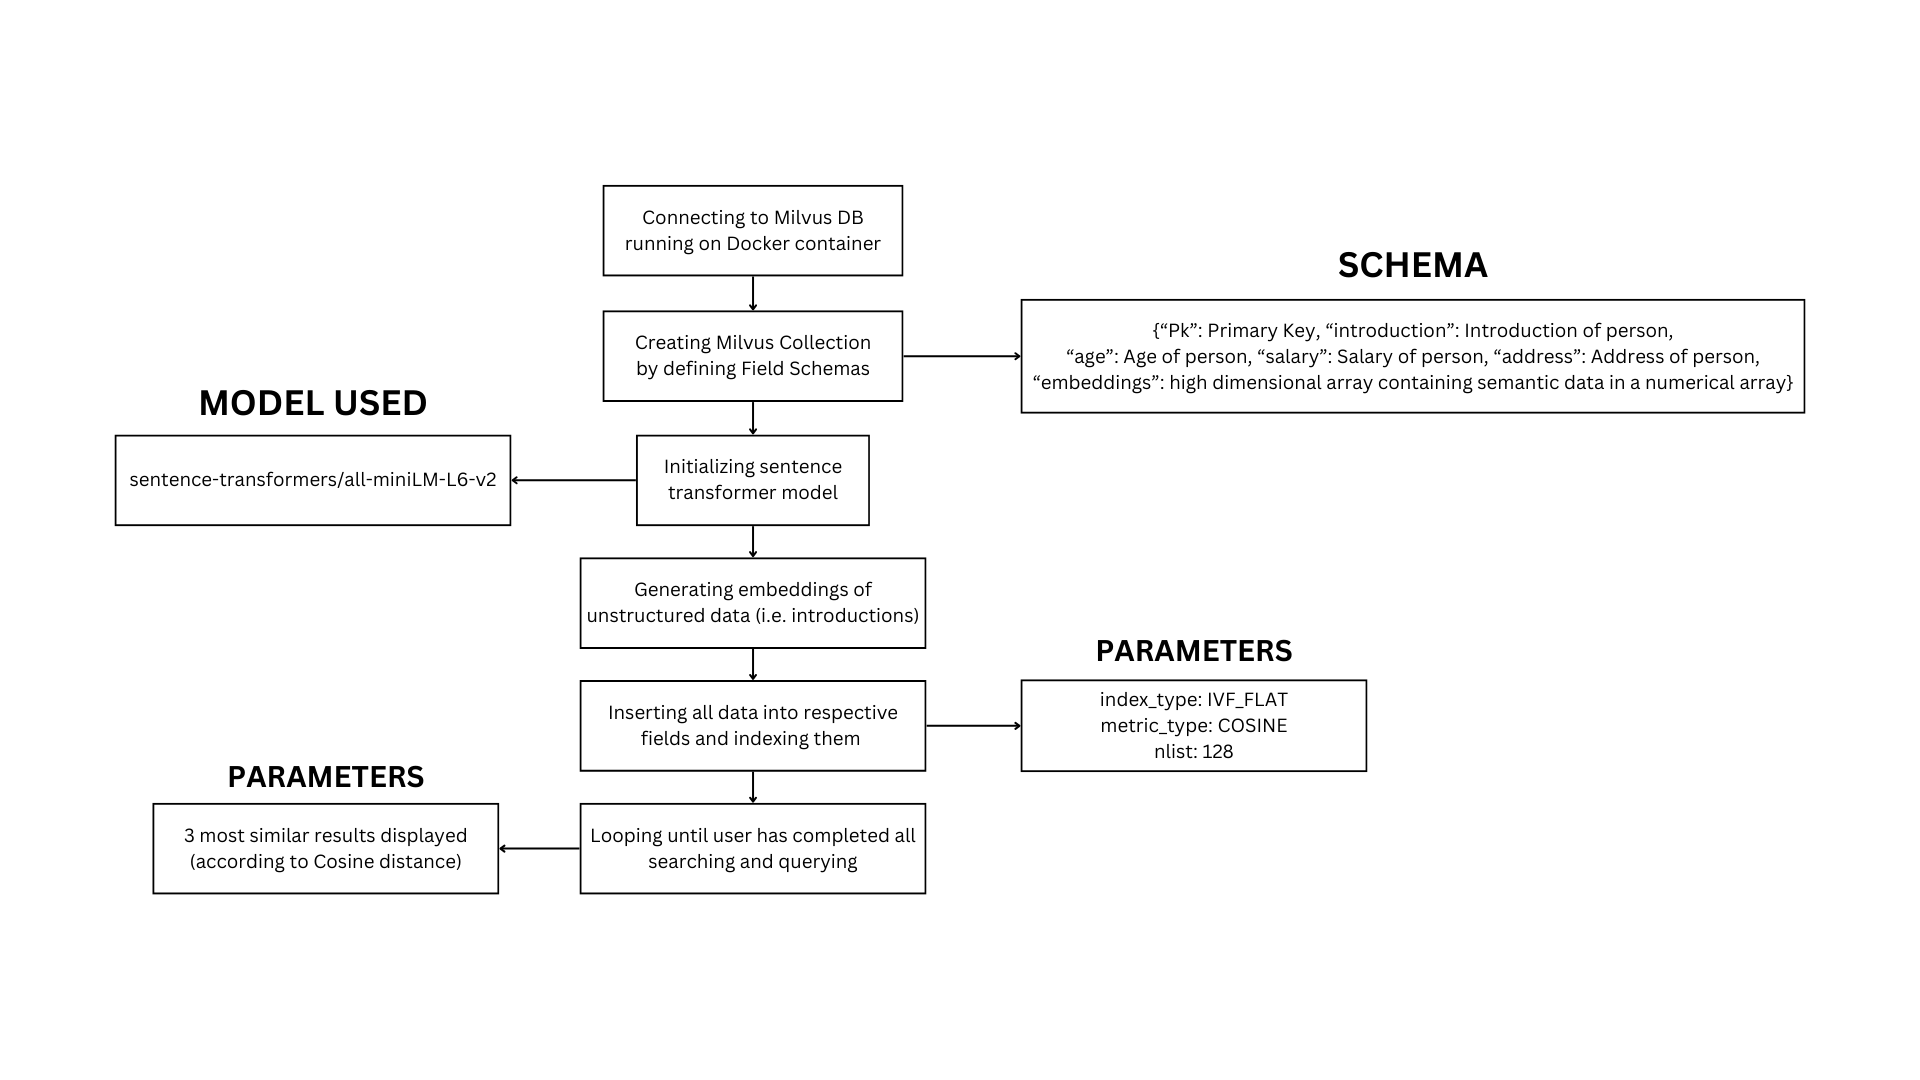 Connecting to Milvus DB
running on Docker container
SCHEMA
Creating Milvus Collection
by defining Field Schemas
{“Pk”: Primary Key, “introduction”: Introduction of person,
“age”: Age of person, “salary”: Salary of person, “address”: Address of person,
“embeddings”: high dimensional array containing semantic data in a numerical array}
MODEL USED
sentence-transformers/all-miniLM-L6-v2
Initializing sentence
transformer model
Generating embeddings of
unstructured data (i.e. introductions)
PARAMETERS
Inserting all data into respective
fields and indexing them
index_type: IVF_FLAT
metric_type: COSINE
nlist: 128
PARAMETERS
3 most similar results displayed
(according to Cosine distance)
Looping until user has completed all
searching and querying